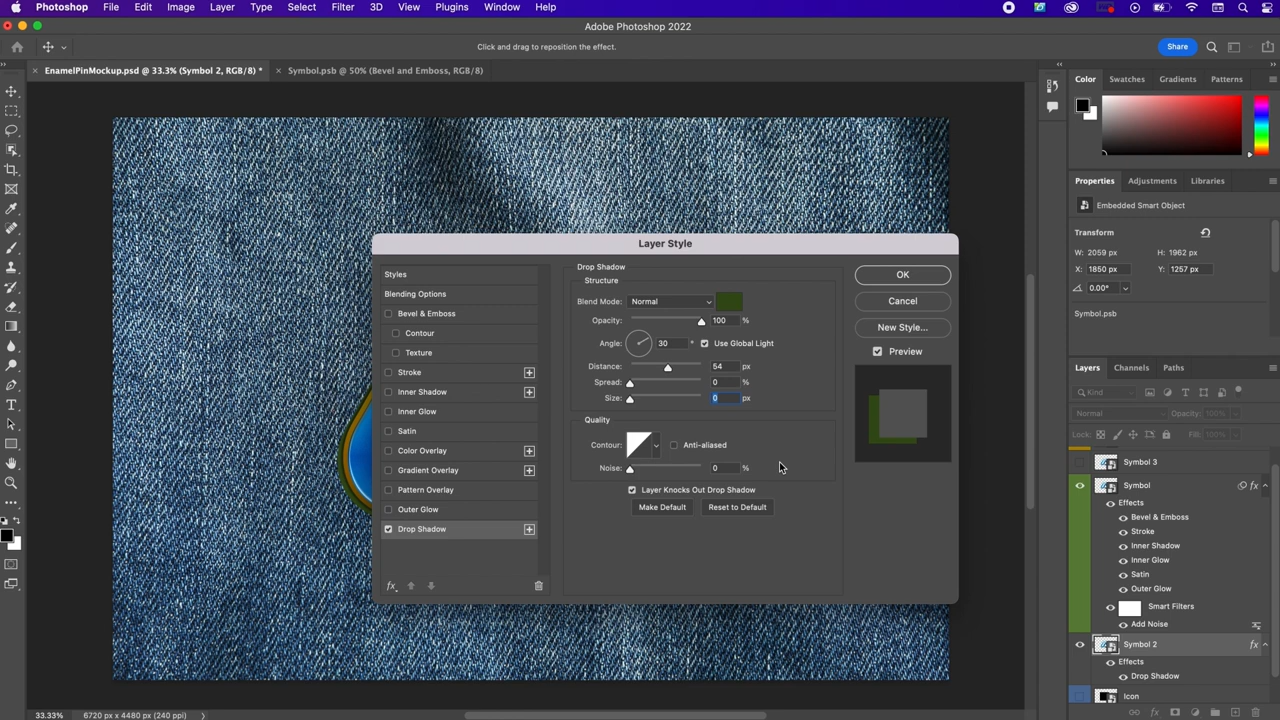 Photoshop File Edit Image Layer Type Select Filter 3D View Plugins Window Help
Adobe Photoshop 2022
Click and drag to reposition the effect.
Share
EnamelPinMockup.psd @ 33.3% (Symbol 2, RGB/8) *
Symbol.psb @ 50% (Bevel and Emboss, RGB/8)
Color Swatches Gradients Patterns
Properties Adjustments Libraries
Embedded Smart Object
Transform
W: 2059 px H: 1962 px
X: 1850 px Y: 1257 px
0.00°
Symbol.psb
Layers Channels Paths
Kind
Normal Opacity: 100%
Lock: Fill: 100%
Symbol 3
Symbol fx
Effects
Bevel & Emboss
Stroke
Inner Shadow
Inner Glow
Satin
Outer Glow
Smart Filters
Add Noise
Symbol 2 fx
Effects
Drop Shadow
Icon
Layer Style
Styles
Blending Options
Bevel & Emboss
Contour
Texture
Stroke
Inner Shadow
Inner Glow
Satin
Color Overlay
Gradient Overlay
Pattern Overlay
Outer Glow
Drop Shadow
fx
Drop Shadow
Structure
Blend Mode: Normal
Opacity: 100 %
Angle: 30 ° Use Global Light
Distance: 54 px
Spread: 0 %
Size: 0 px
Quality
Contour: Anti-aliased
Noise: 0 %
Layer Knocks Out Drop Shadow
Make Default Reset to Default
OK
Cancel
New Style...
Preview
33.33% 6720 px x 4480 px (240 ppi)